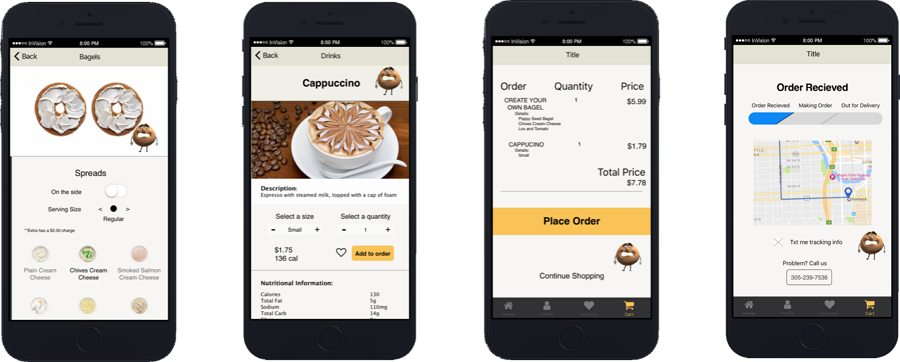 ●●●○○ InVision 8:00 PM 100%
Back Bagels
Spreads
On the side
Serving Size < >
Regular
**Extra has a $2.00 charge
Plain Cream Cheese
Chives Cream Cheese
Smoked Salmon Cream Cheese
●●●○○ InVision 8:00 PM 100%
Back Drinks
Cappuccino
Description:
Espresso with steamed milk, topped with a cap of foam
Select a size Select a quantity
- Small + - 1 +
$1.75
136 cal
Add to order
Nutritional Information:
Calories 130
Total Fat 5g
Sodium 110mg
Total Carb 14g
●●●○○ InVision 8:00 PM 100%
Title
Order Quantity Price
CREATE YOUR 1 $5.99
OWN BAGEL
Details:
Poppy Seed Bagel
Chives Cream Cheese
Lox and Tomato
CAPPUCINO 1 $1.79
Details:
Small
Total Price
$7.78
Place Order
Continue Shopping
Home Profile Favorites Cart
●●●○○ InVision 8:00 PM 100%
Title
Order Recieved
Order Recieved Making Order Out for Delivery
Ironhack
Txt me tracking info
Problem? Call us
305-239-7536
Home Profile Favorites Cart